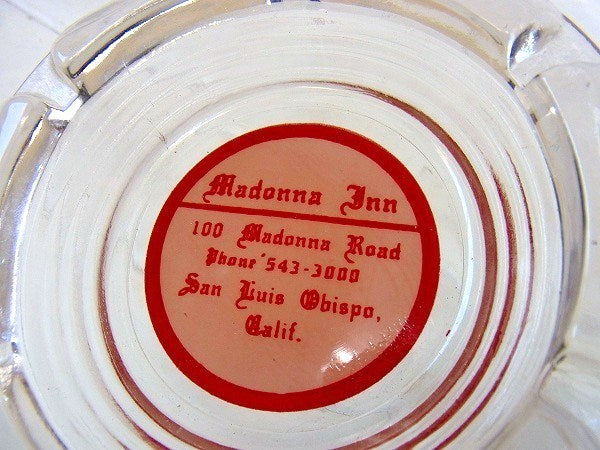 Madonna Inn
100 Madonna Road
Phone 543-3000
San Luis Obispo,
Calif.